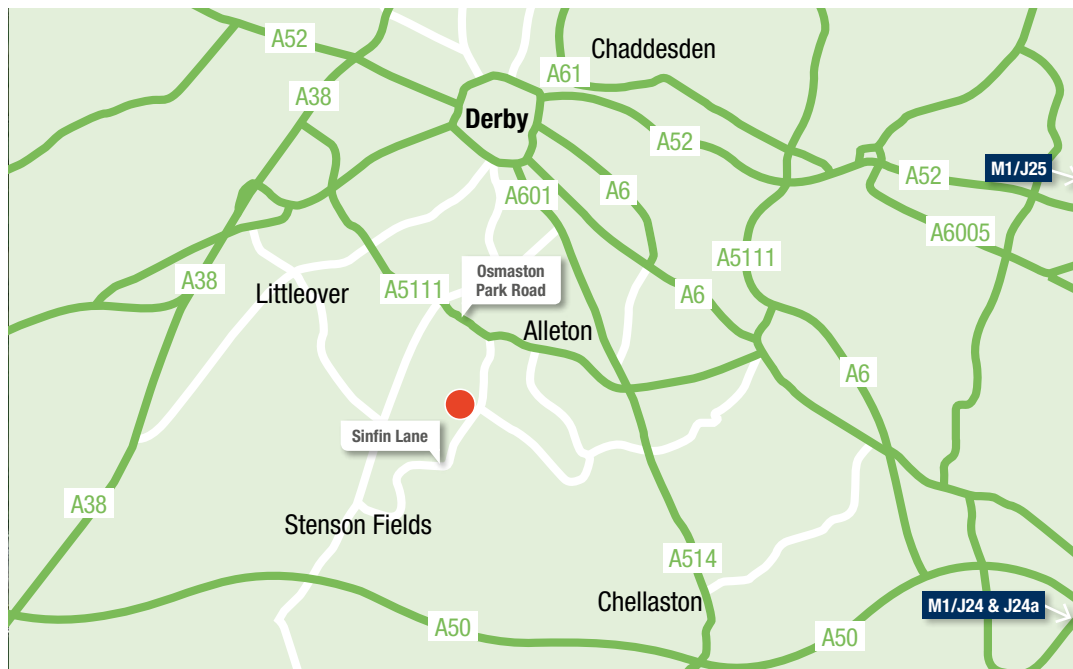 A52
Chaddesden
A61
A38
Derby
A52
M1/J25
A52
A601
A6
A6005
A5111
A38
Osmaston
Park Road
Littleover
A5111
A6
Alleton
A6
Sinfin Lane
A38
Stenson Fields
A514
Chellaston
M1/J24 & J24a
A50
A50